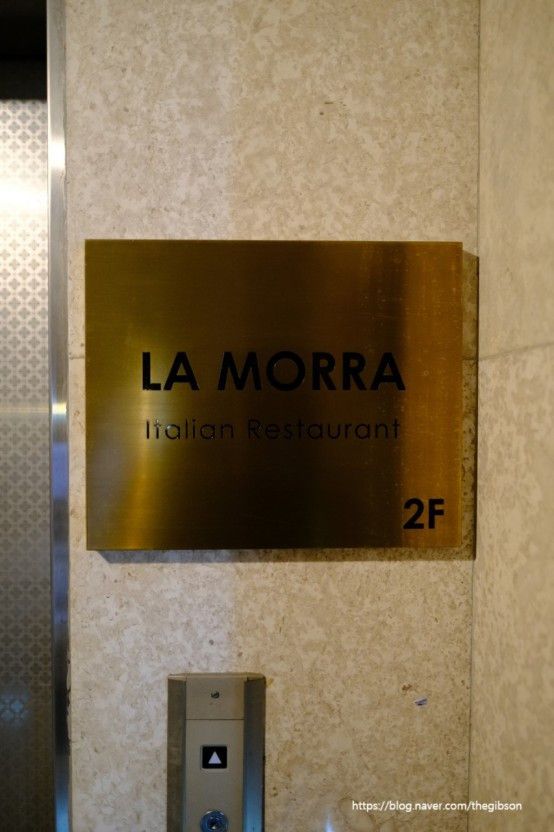 LA MORRA
Italian Restaurant
2F
https://blog.naver.com/thegibson